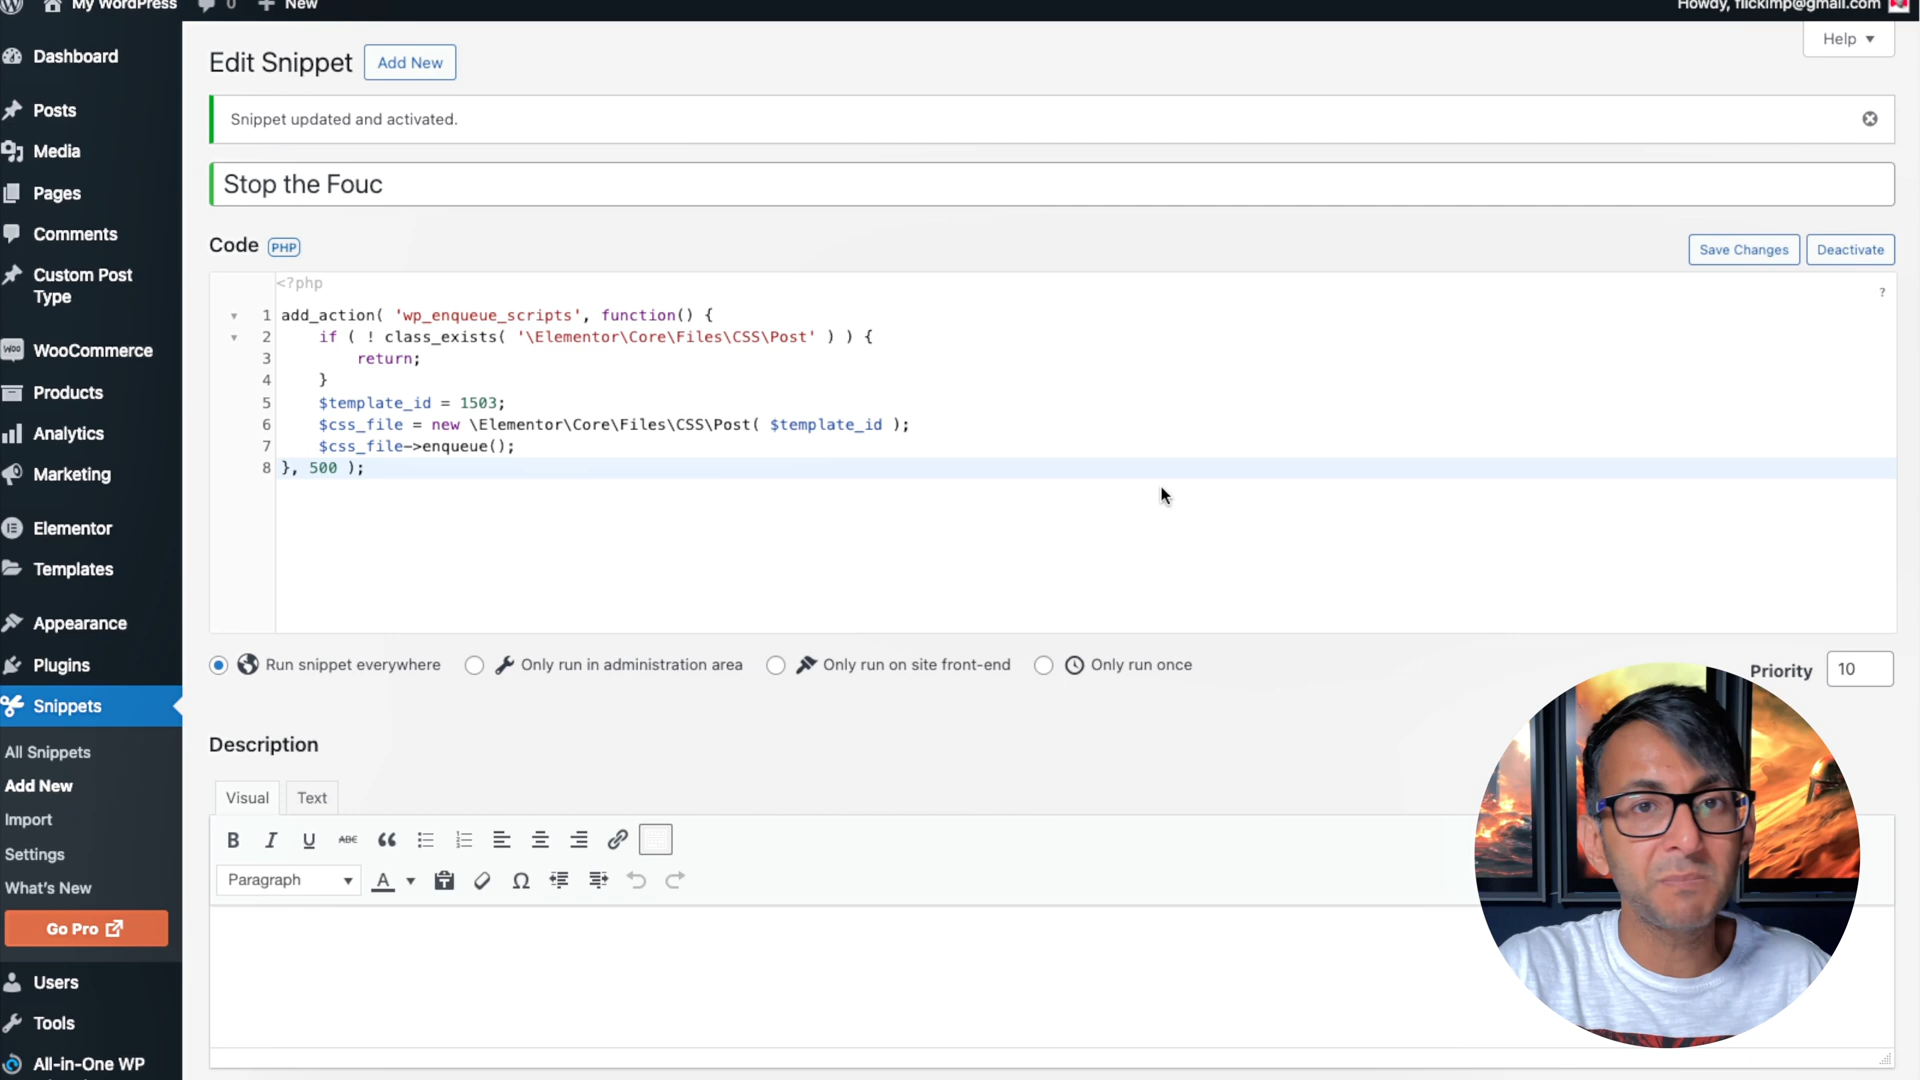 My WordPress
0
New
Howdy, flickimp@gmail.com
Help
Dashboard
Posts
Media
Pages
Comments
Custom Post
Type
WooCommerce
Products
Analytics
Marketing
Elementor
Templates
Appearance
Plugins
Snippets
All Snippets
Add New
Import
Settings
What's New
Go Pro
Users
Tools
All-in-One WP
Edit Snippet
Add New
Snippet updated and activated.
Stop the Fouc
Code PHP
Save Changes
Deactivate
<?php
?
1 add_action( 'wp_enqueue_scripts', function() {
2 if ( ! class_exists( '\Elementor\Core\Files\CSS\Post' ) ) {
3 return;
4 }
5 $template_id = 1503;
6 $css_file = new \Elementor\Core\Files\CSS\Post( $template_id );
7 $css_file->enqueue();
8 }, 500 );
Run snippet everywhere
Only run in administration area
Only run on site front-end
Only run once
Priority
10
Description
Visual
Text
B I U ABC
Paragraph
A
Ω